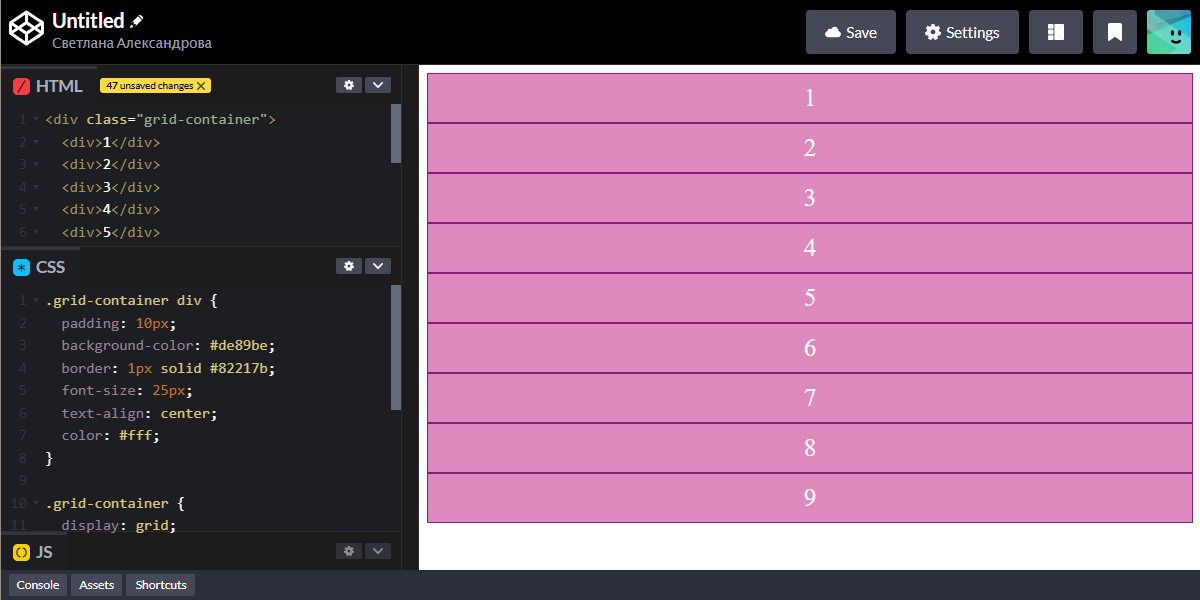 Untitled
Светлана Александрова
Save
Settings
HTML
47 unsaved changes X
1 <div class="grid-container">
2 <div>1</div>
3 <div>2</div>
4 <div>3</div>
5 <div>4</div>
6 <div>5</div>
CSS
1 .grid-container div {
2 padding: 10px;
3 background-color: #de89be;
4 border: 1px solid #82217b;
5 font-size: 25px;
6 text-align: center;
7 color: #fff;
8 }
9
10 .grid-container {
11 display: grid;
JS
1
2
3
4
5
6
7
8
9
Console
Assets
Shortcuts